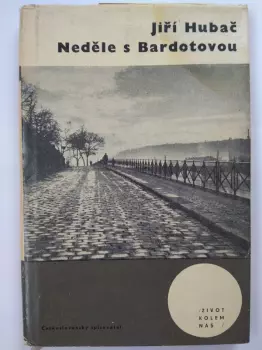 Jiří Hubač
Neděle s Bardotovou
Československý spisovatel
/ŽIVOT
KOLEM
NÁS /